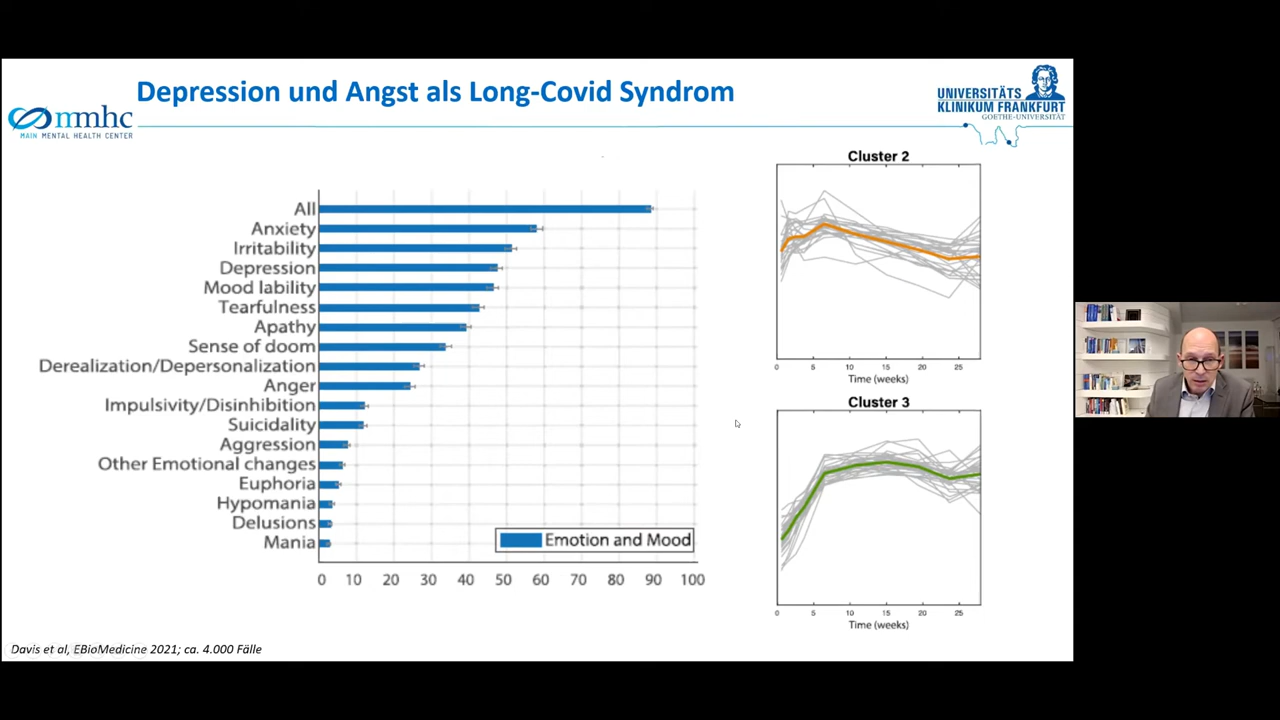 Depression und Angst als Long-Covid Syndrom
mmhc
MAIN MENTAL HEALTH CENTER
UNIVERSITÄTS
KLINIKUM FRANKFURT
GOETHE-UNIVERSITÄT
All
Anxiety
Irritability
Depression
Mood lability
Tearfulness
Apathy
Sense of doom
Derealization/Depersonalization
Anger
Impulsivity/Disinhibition
Suicidality
Aggression
Other Emotional changes
Euphoria
Hypomania
Delusions
Mania
Emotion and Mood
0 10 20 30 40 50 60 70 80 90 100
Cluster 2
0 5 10 15 20 25
Time (weeks)
Cluster 3
0 5 10 15 20 25
Time (weeks)
Davis et al, EBioMedicine 2021; ca. 4.000 Fälle